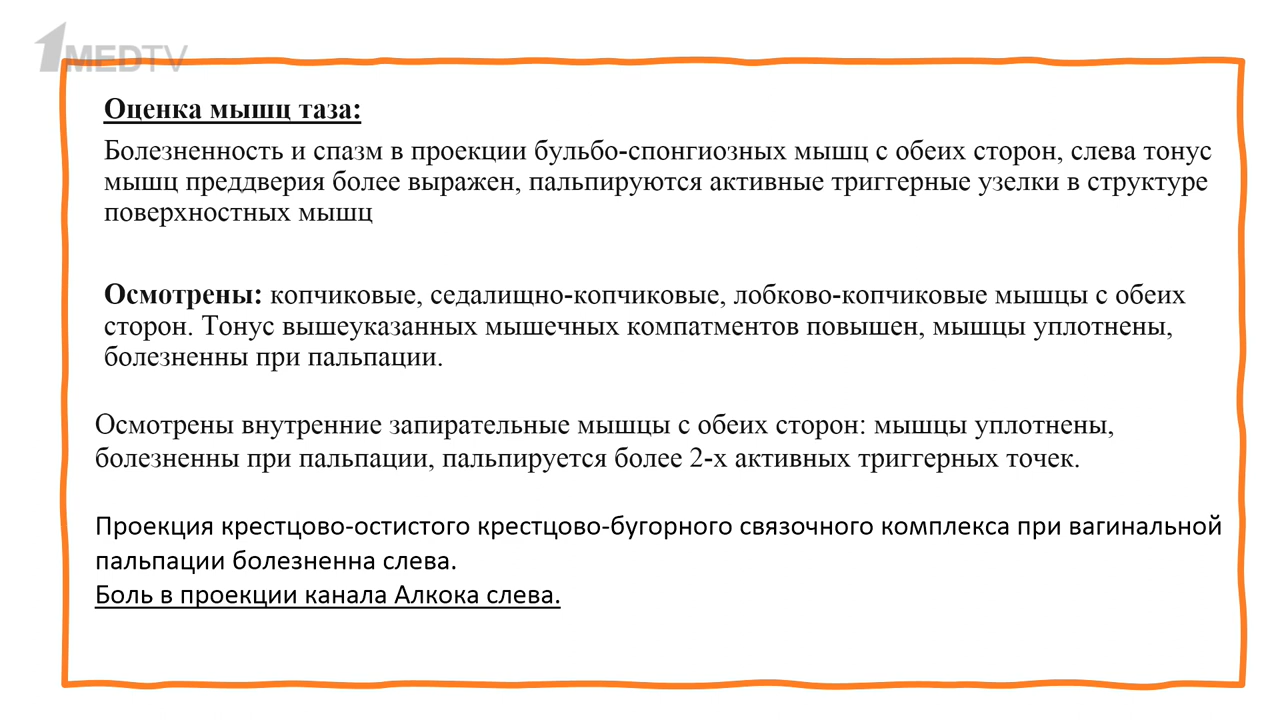 1MEDTV
Оценка мышц таза:
Болезненность и спазм в проекции бульбо-спонгиозных мышц с обеих сторон, слева тонус
мышц преддверия более выражен, пальпируются активные триггерные узелки в структуре
поверхностных мышц
Осмотрены: копчиковые, седалищно-копчиковые, лобково-копчиковые мышцы с обеих
сторон. Тонус вышеуказанных мышечных компатментов повышен, мышцы уплотнены,
болезненны при пальпации.
Осмотрены внутренние запирательные мышцы с обеих сторон: мышцы уплотнены,
болезненны при пальпации, пальпируется более 2-х активных триггерных точек.
Проекция крестцово-остистого крестцово-бугорного связочного комплекса при вагинальной
пальпации болезненна слева.
Боль в проекции канала Алкока слева.